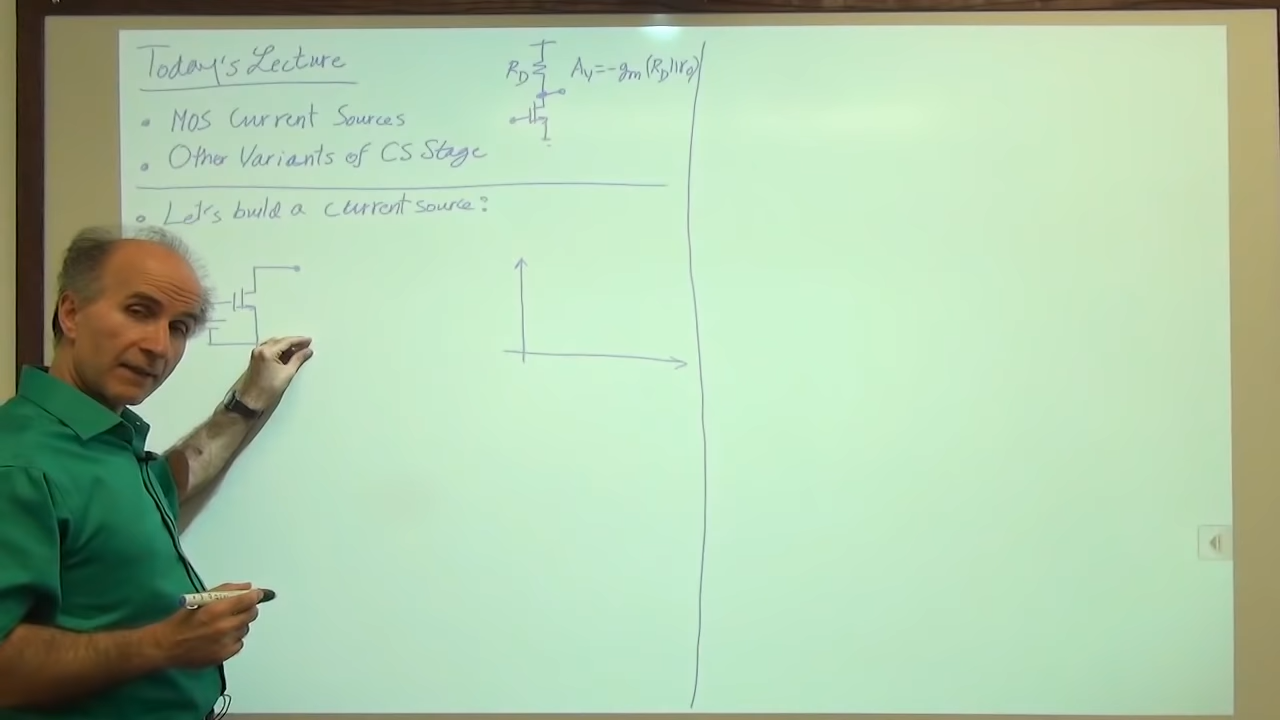 Today's Lecture
• MOS Current Sources
• Other Variants of CS Stage
R_D
A_v=-g_m(R_D||r_o)
• Let's build a current source: